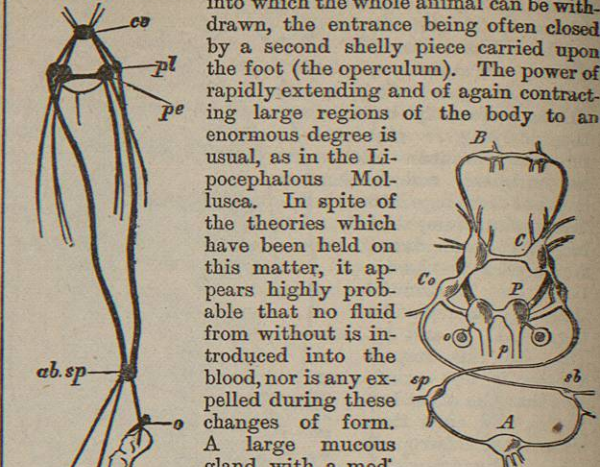 into which the whole animal can be with-
drawn, the entrance being often closed
by a second shelly piece carried upon
the foot (the operculum). The power of
rapidly extending and of again contract-
ing large regions of the body to an
enormous degree is
usual, as in the Li-
pocephalous Mol-
lusca. In spite of
the theories which
have been held on
this matter, it ap-
pears highly prob-
able that no fluid
from without is in-
troduced into the
blood, nor is any ex-
pelled during these
changes of form.
A large mucous
gland with a med-
ce
pl
pe
ab.sp
o
B
C
Co
P
o
p
sp
sb
A